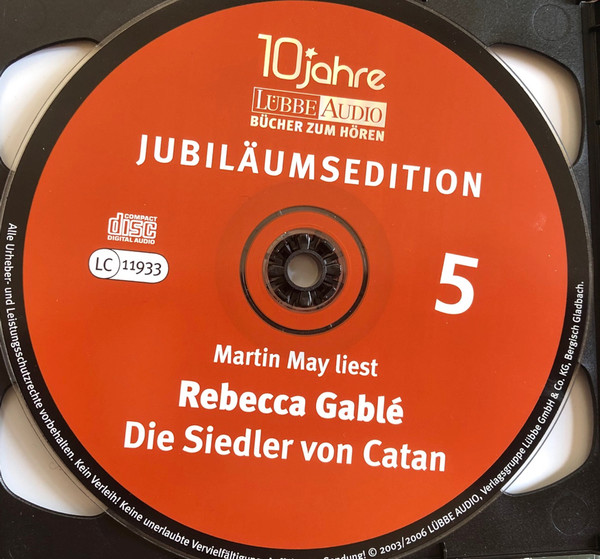 10 jahre
LÜBBE AUDIO
BÜCHER ZUM HÖREN
JUBILÄUMSEDITION
COMPACT
disc
DIGITAL AUDIO
LC 11933
5
Martin May liest
Rebecca Gablé
Die Siedler von Catan
Alle Urheber- und Leistungsschutzrechte vorbehalten. Kein Verleih! Keine unerlaubte Vervielfältigung, © 2003/2006 LÜBBE AUDIO, Verlagsgruppe Lübbe GmbH & Co. KG, Bergisch Gladbach.